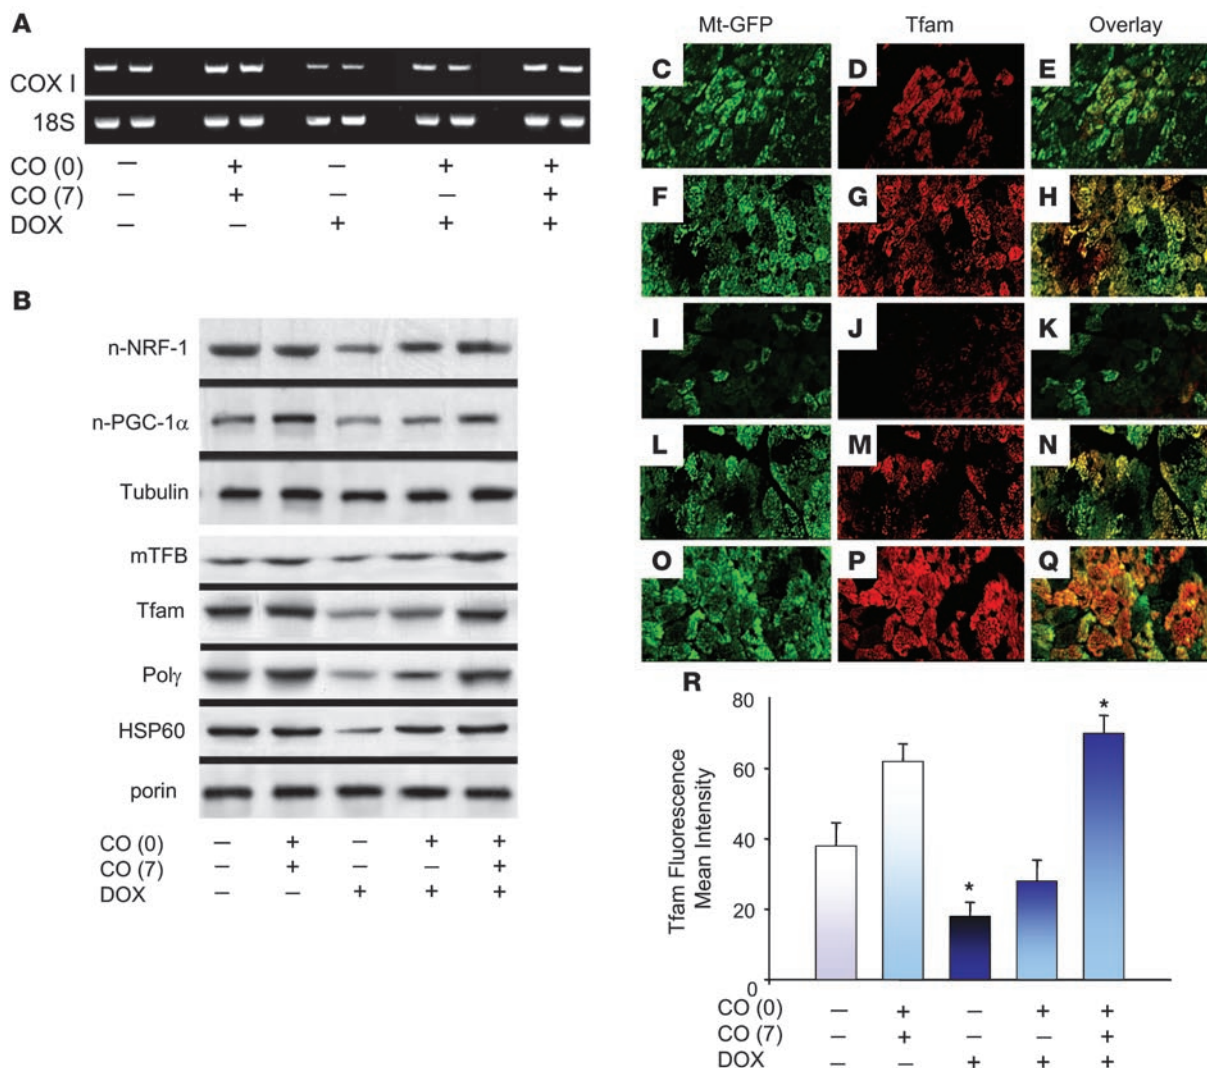 A
COX I
18S
CO (0) – + – + +
CO (7) – + – – +
DOX – – + + +
B
n-NRF-1
n-PGC-1α
Tubulin
mTFB
Tfam
Polγ
HSP60
porin
CO (0) – + – + +
CO (7) – + – – +
DOX – – + + +
Mt-GFP Tfam Overlay
C D E
F G H
I J K
L M N
O P Q
R
Tfam Fluorescence
Mean Intensity
80
60
40
20
0
* *
CO (0) – + – + +
CO (7) – + – – +
DOX – – + + +